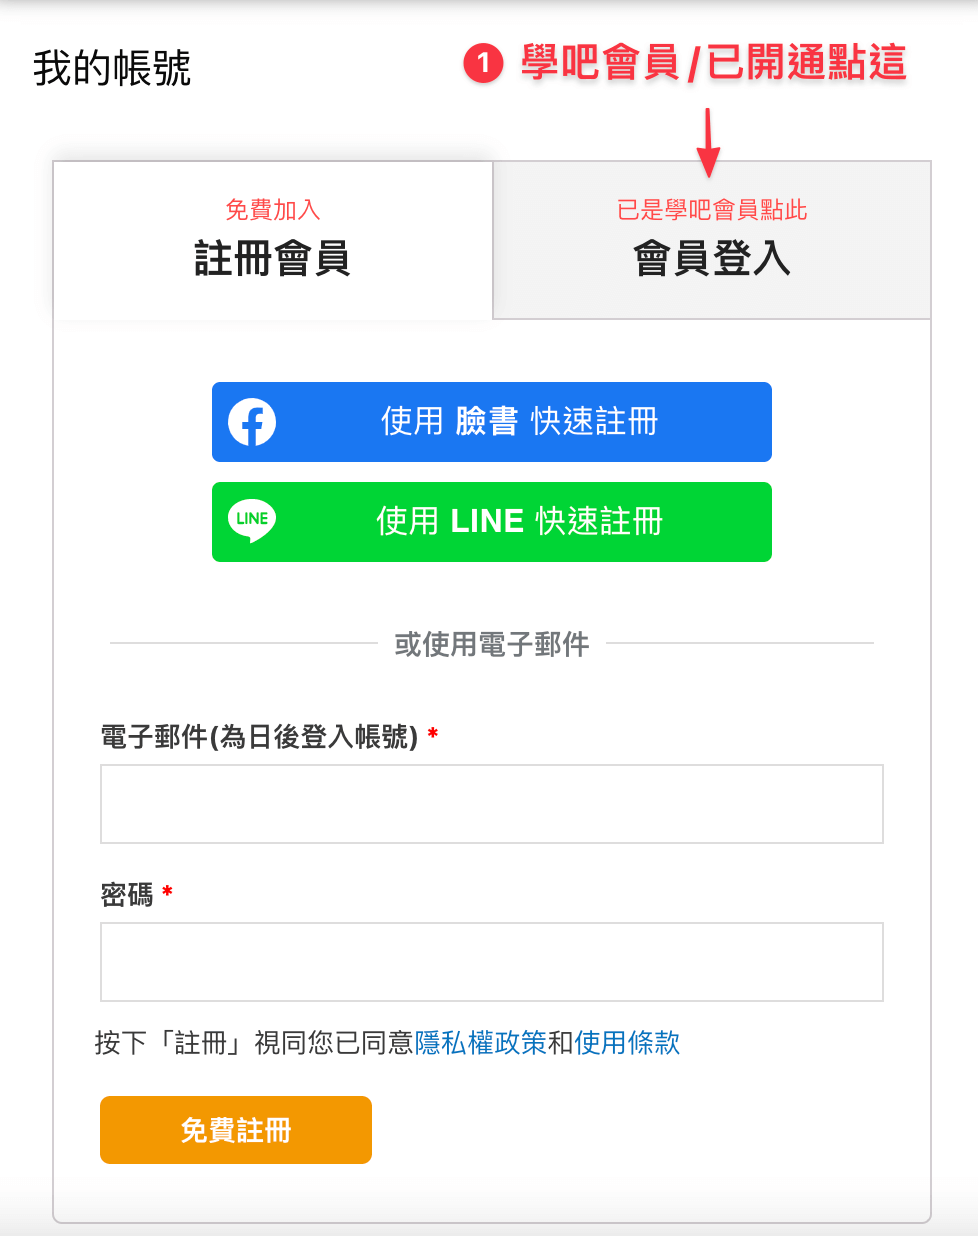 我的帳號
1 學吧會員/已開通點這
免費加入
註冊會員
已是學吧會員點此
會員登入
使用 臉書 快速註冊
LINE 使用 LINE 快速註冊
或使用電子郵件
電子郵件(為日後登入帳號) *
密碼 *
按下「註冊」視同您已同意隱私權政策和使用條款
免費註冊